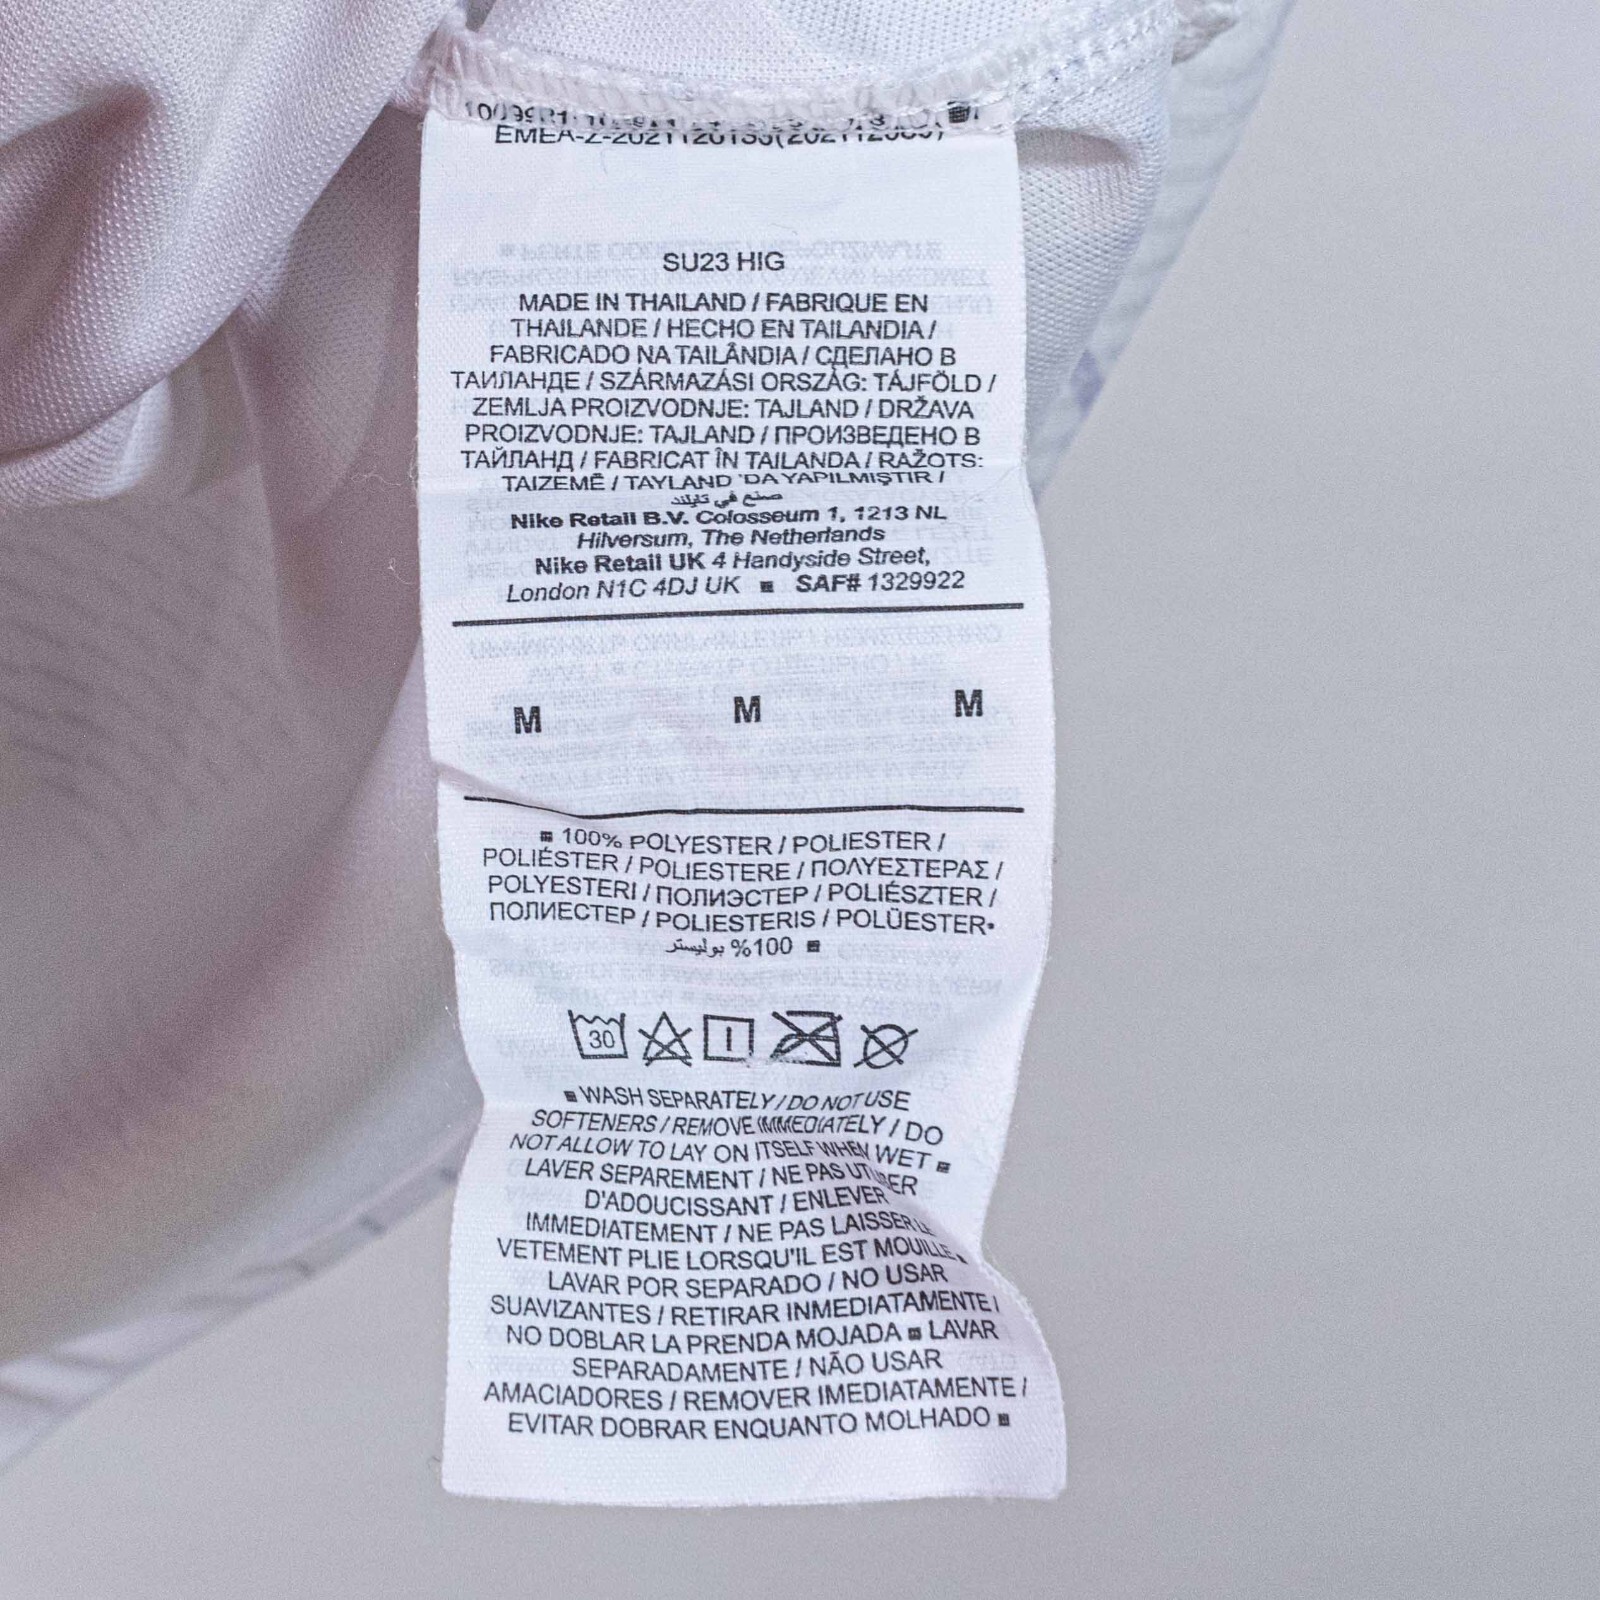 SU23 HIG
MADE IN THAILAND / FABRIQUE EN
THAILANDE / HECHO EN TAILANDIA /
FABRICADO NA TAILÂNDIA / СДЕЛАНО В
ТАИЛАНДЕ / SZÁRMAZÁSI ORSZÁG: TÁJFÖLD /
ZEMLJA PROIZVODNJE: TAJLAND / DRŽAVA
PROIZVODNJE: TAJLAND / ПРОИЗВЕДЕНО В
ТАЙЛАНД / FABRICAT ÎN TAILANDA / RAŽOTS:
TAIZEMĒ / TAYLAND 'DA YAPILMIŞTIR /
صنع في تايلند
Nike Retail B.V. Colosseum 1, 1213 NL
Hilversum, The Netherlands
Nike Retail UK 4 Handyside Street,
London N1C 4DJ UK ■ SAF# 1329922
M M M
■ 100% POLYESTER / POLIESTER /
POLIÉSTER / POLIESTERE / ΠΟΛΥΕΣΤΕΡΑΣ /
POLYESTERI / ПОЛИЭСТЕР / POLIÉSZTER /
ПОЛИЕСТЕР / POLIESTERIS / POLÜESTER•
■ 100% بوليستر
30
■ WASH SEPARATELY / DO NOT USE
SOFTENERS / REMOVE IMMEDIATELY / DO
NOT ALLOW TO LAY ON ITSELF WHEN WET ■
LAVER SEPAREMENT / NE PAS UTILISER
D'ADOUCISSANT / ENLEVER
IMMEDIATEMENT / NE PAS LAISSER LE
VETEMENT PLIE LORSQU'IL EST MOUILLE ■
LAVAR POR SEPARADO / NO USAR
SUAVIZANTES / RETIRAR INMEDIATAMENTE /
NO DOBLAR LA PRENDA MOJADA ■ LAVAR
SEPARADAMENTE / NÃO USAR
AMACIADORES / REMOVER IMEDIATAMENTE /
EVITAR DOBRAR ENQUANTO MOLHADO ■